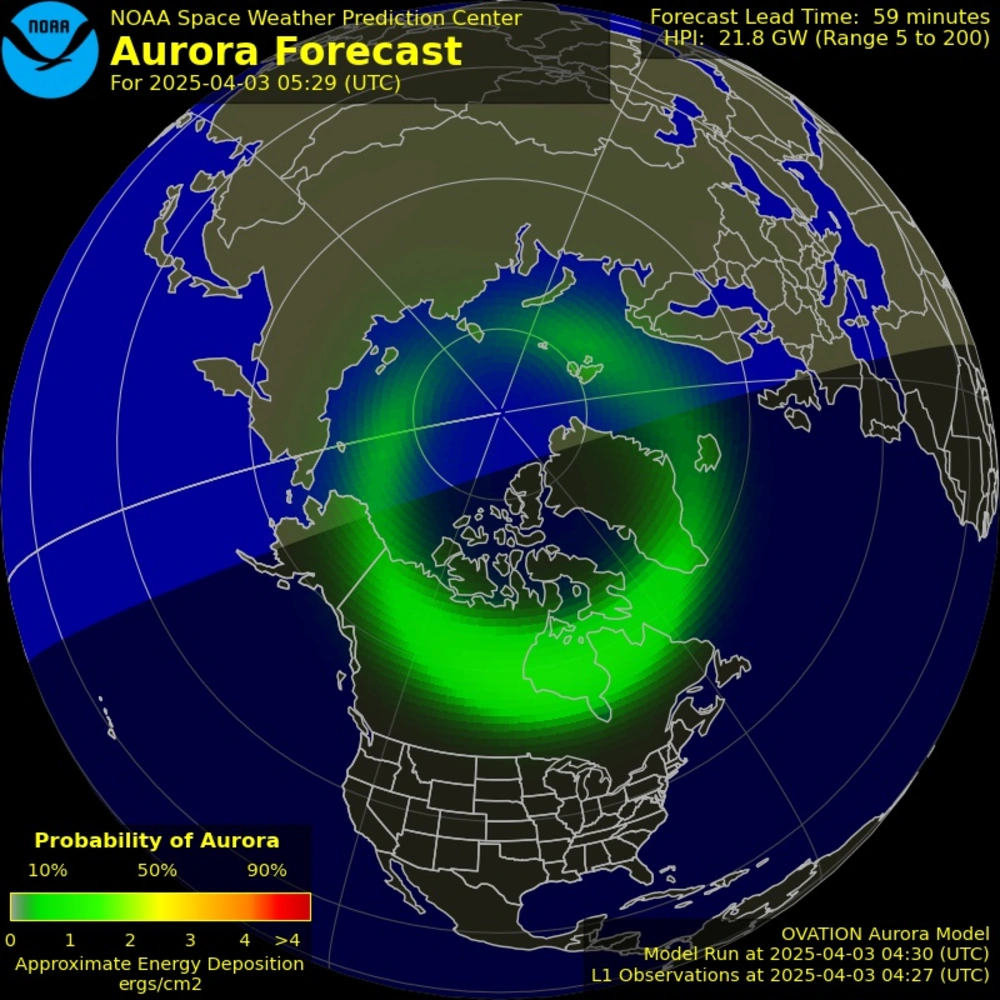 NOAA
NOAA Space Weather Prediction Center
Aurora Forecast
For 2025-04-03 05:29 (UTC)
Forecast Lead Time: 59 minutes
HPI: 21.8 GW (Range 5 to 200)
Probability of Aurora
10% 50% 90%
0 1 2 3 4 >4
Approximate Energy Deposition
ergs/cm2
OVATION Aurora Model
Model Run at 2025-04-03 04:30 (UTC)
L1 Observations at 2025-04-03 04:27 (UTC)